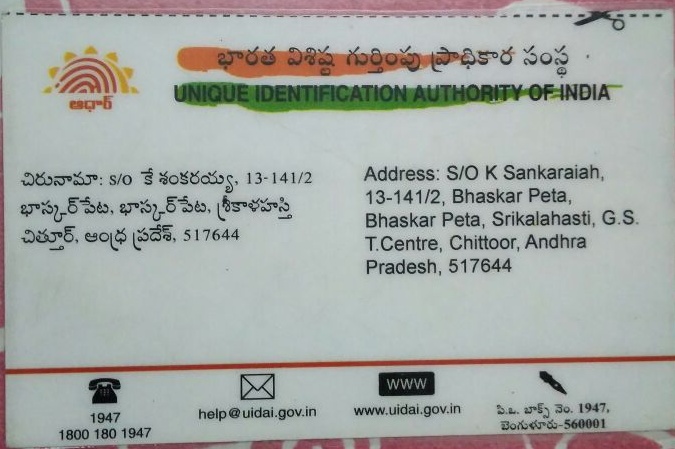 భారత విశిష్ట గుర్తింపు ప్రాధికార సంస్థ
ఆధార్
UNIQUE IDENTIFICATION AUTHORITY OF INDIA
చిరునామా: S/O కే శంకరయ్య, 13-141/2
భాస్కర్‌పేట, భాస్కర్‌పేట, శ్రీకాళహస్తి
చిత్తూర్, ఆంధ్ర ప్రదేశ్, 517644
Address: S/O K Sankaraiah,
13-141/2, Bhaskar Peta,
Bhaskar Peta, Srikalahasti, G.S.
T.Centre, Chittoor, Andhra
Pradesh, 517644
1947
1800 180 1947
help@uidai.gov.in
WWW
www.uidai.gov.in
పి.ఒ. బాక్స్ నెం. 1947,
బెంగుళూరు-560001